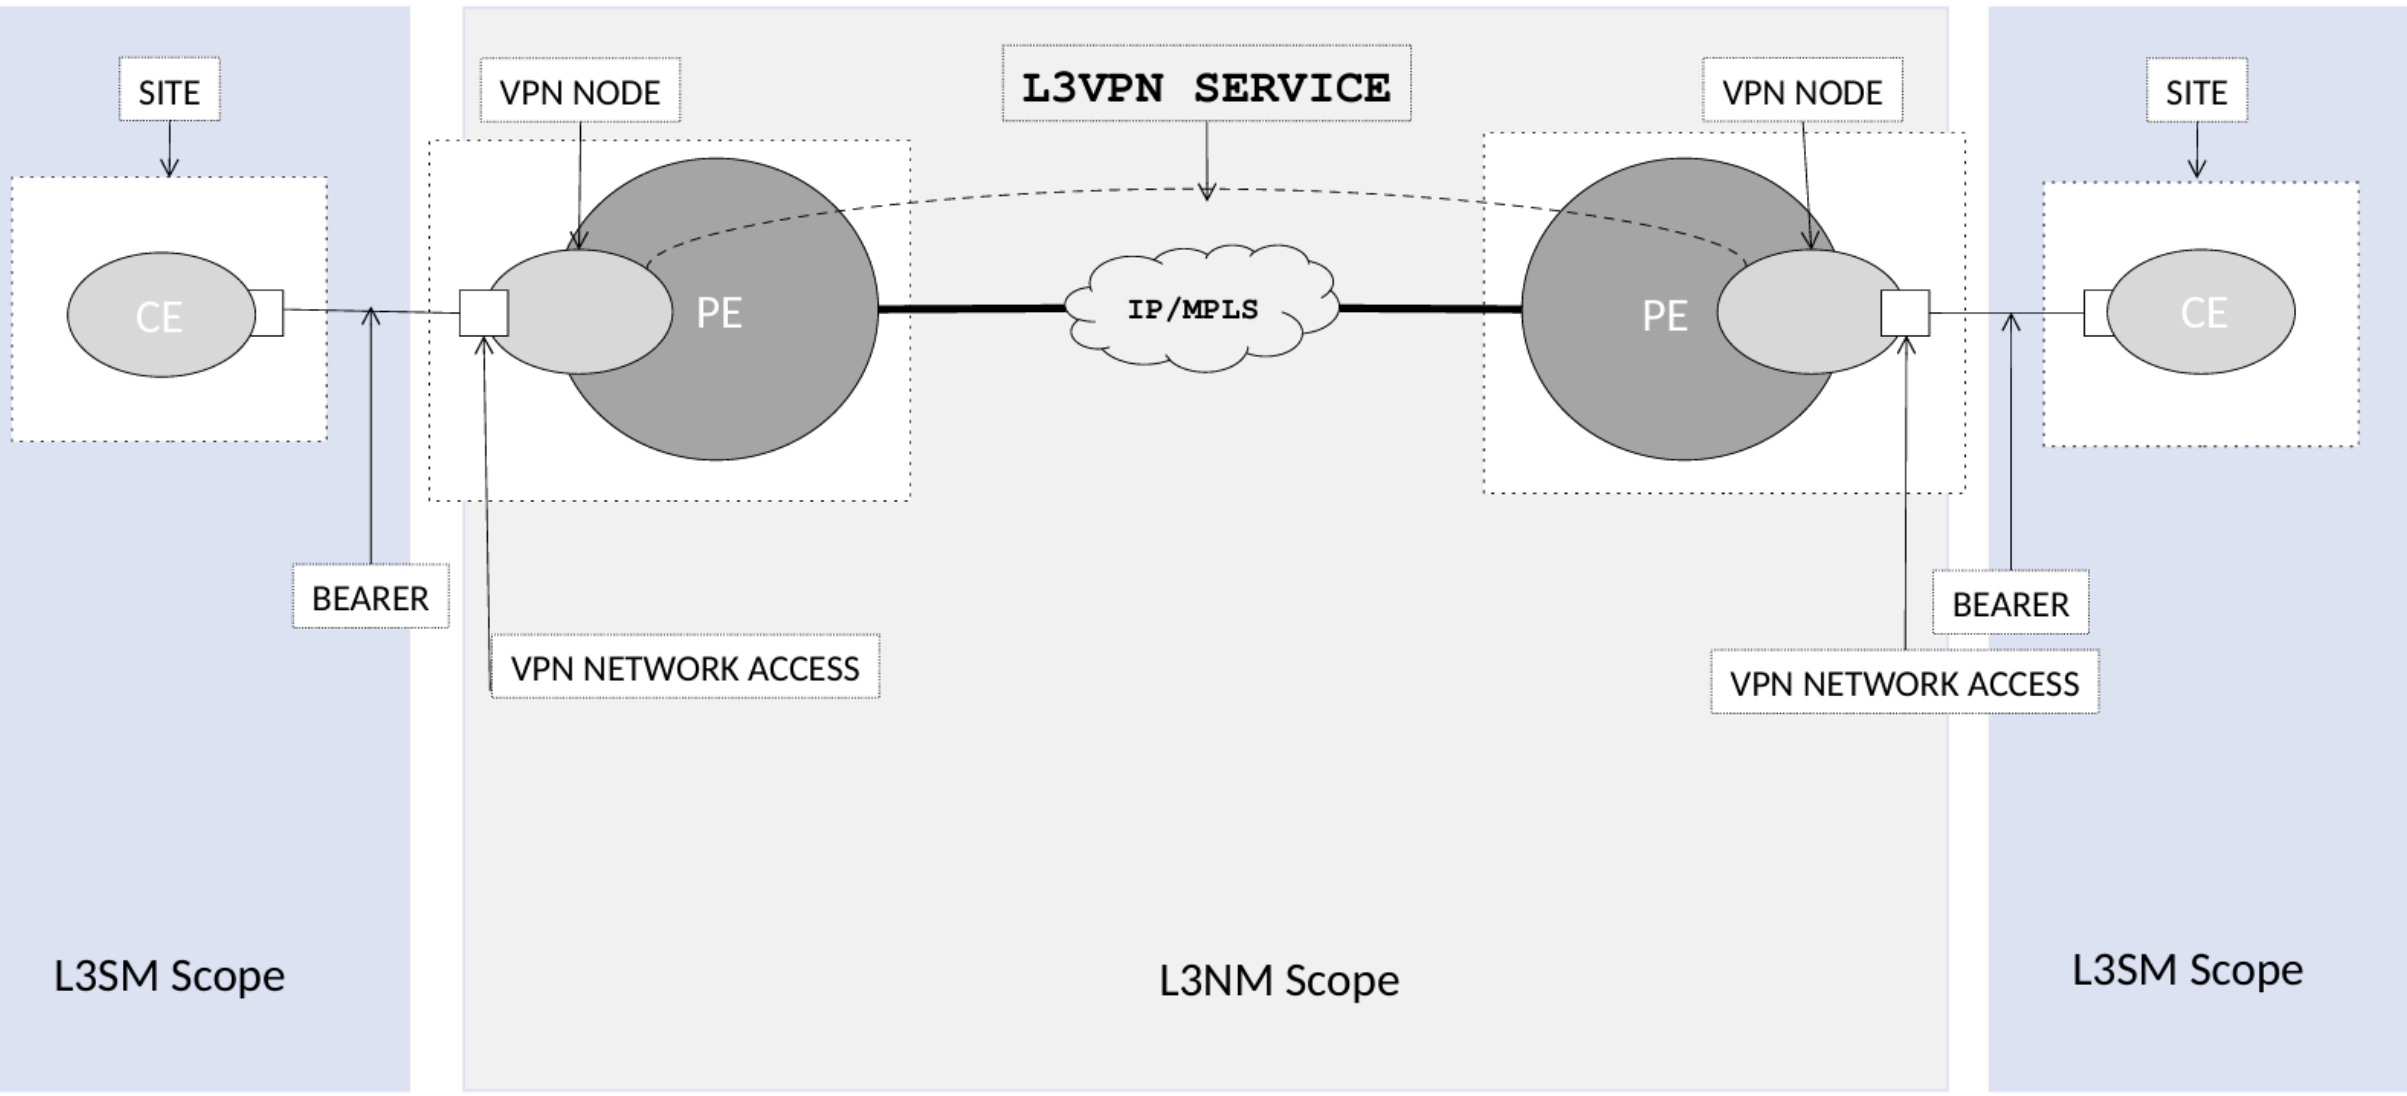 SITE
VPN NODE
L3VPN SERVICE
VPN NODE
SITE
CE
PE
IP/MPLS
PE
CE
BEARER
BEARER
VPN NETWORK ACCESS
VPN NETWORK ACCESS
L3SM Scope
L3NM Scope
L3SM Scope